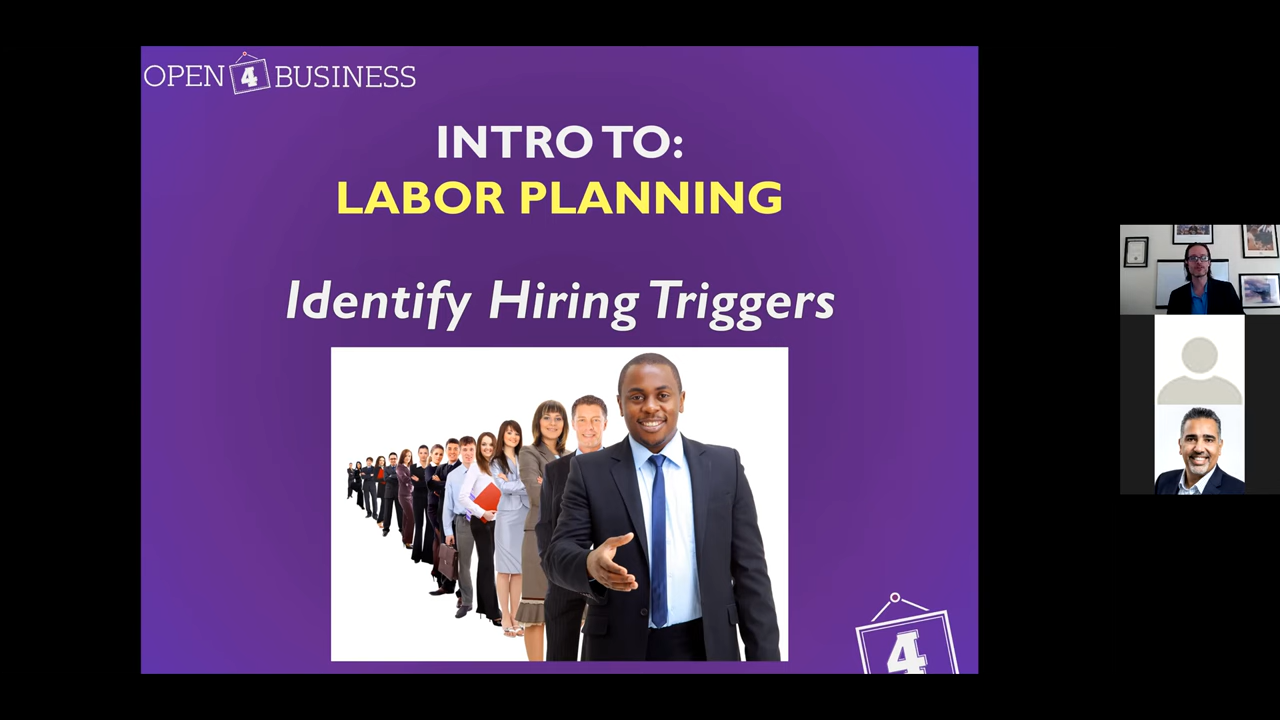 OPEN 4 BUSINESS
INTRO TO:
LABOR PLANNING
Identify Hiring Triggers
4